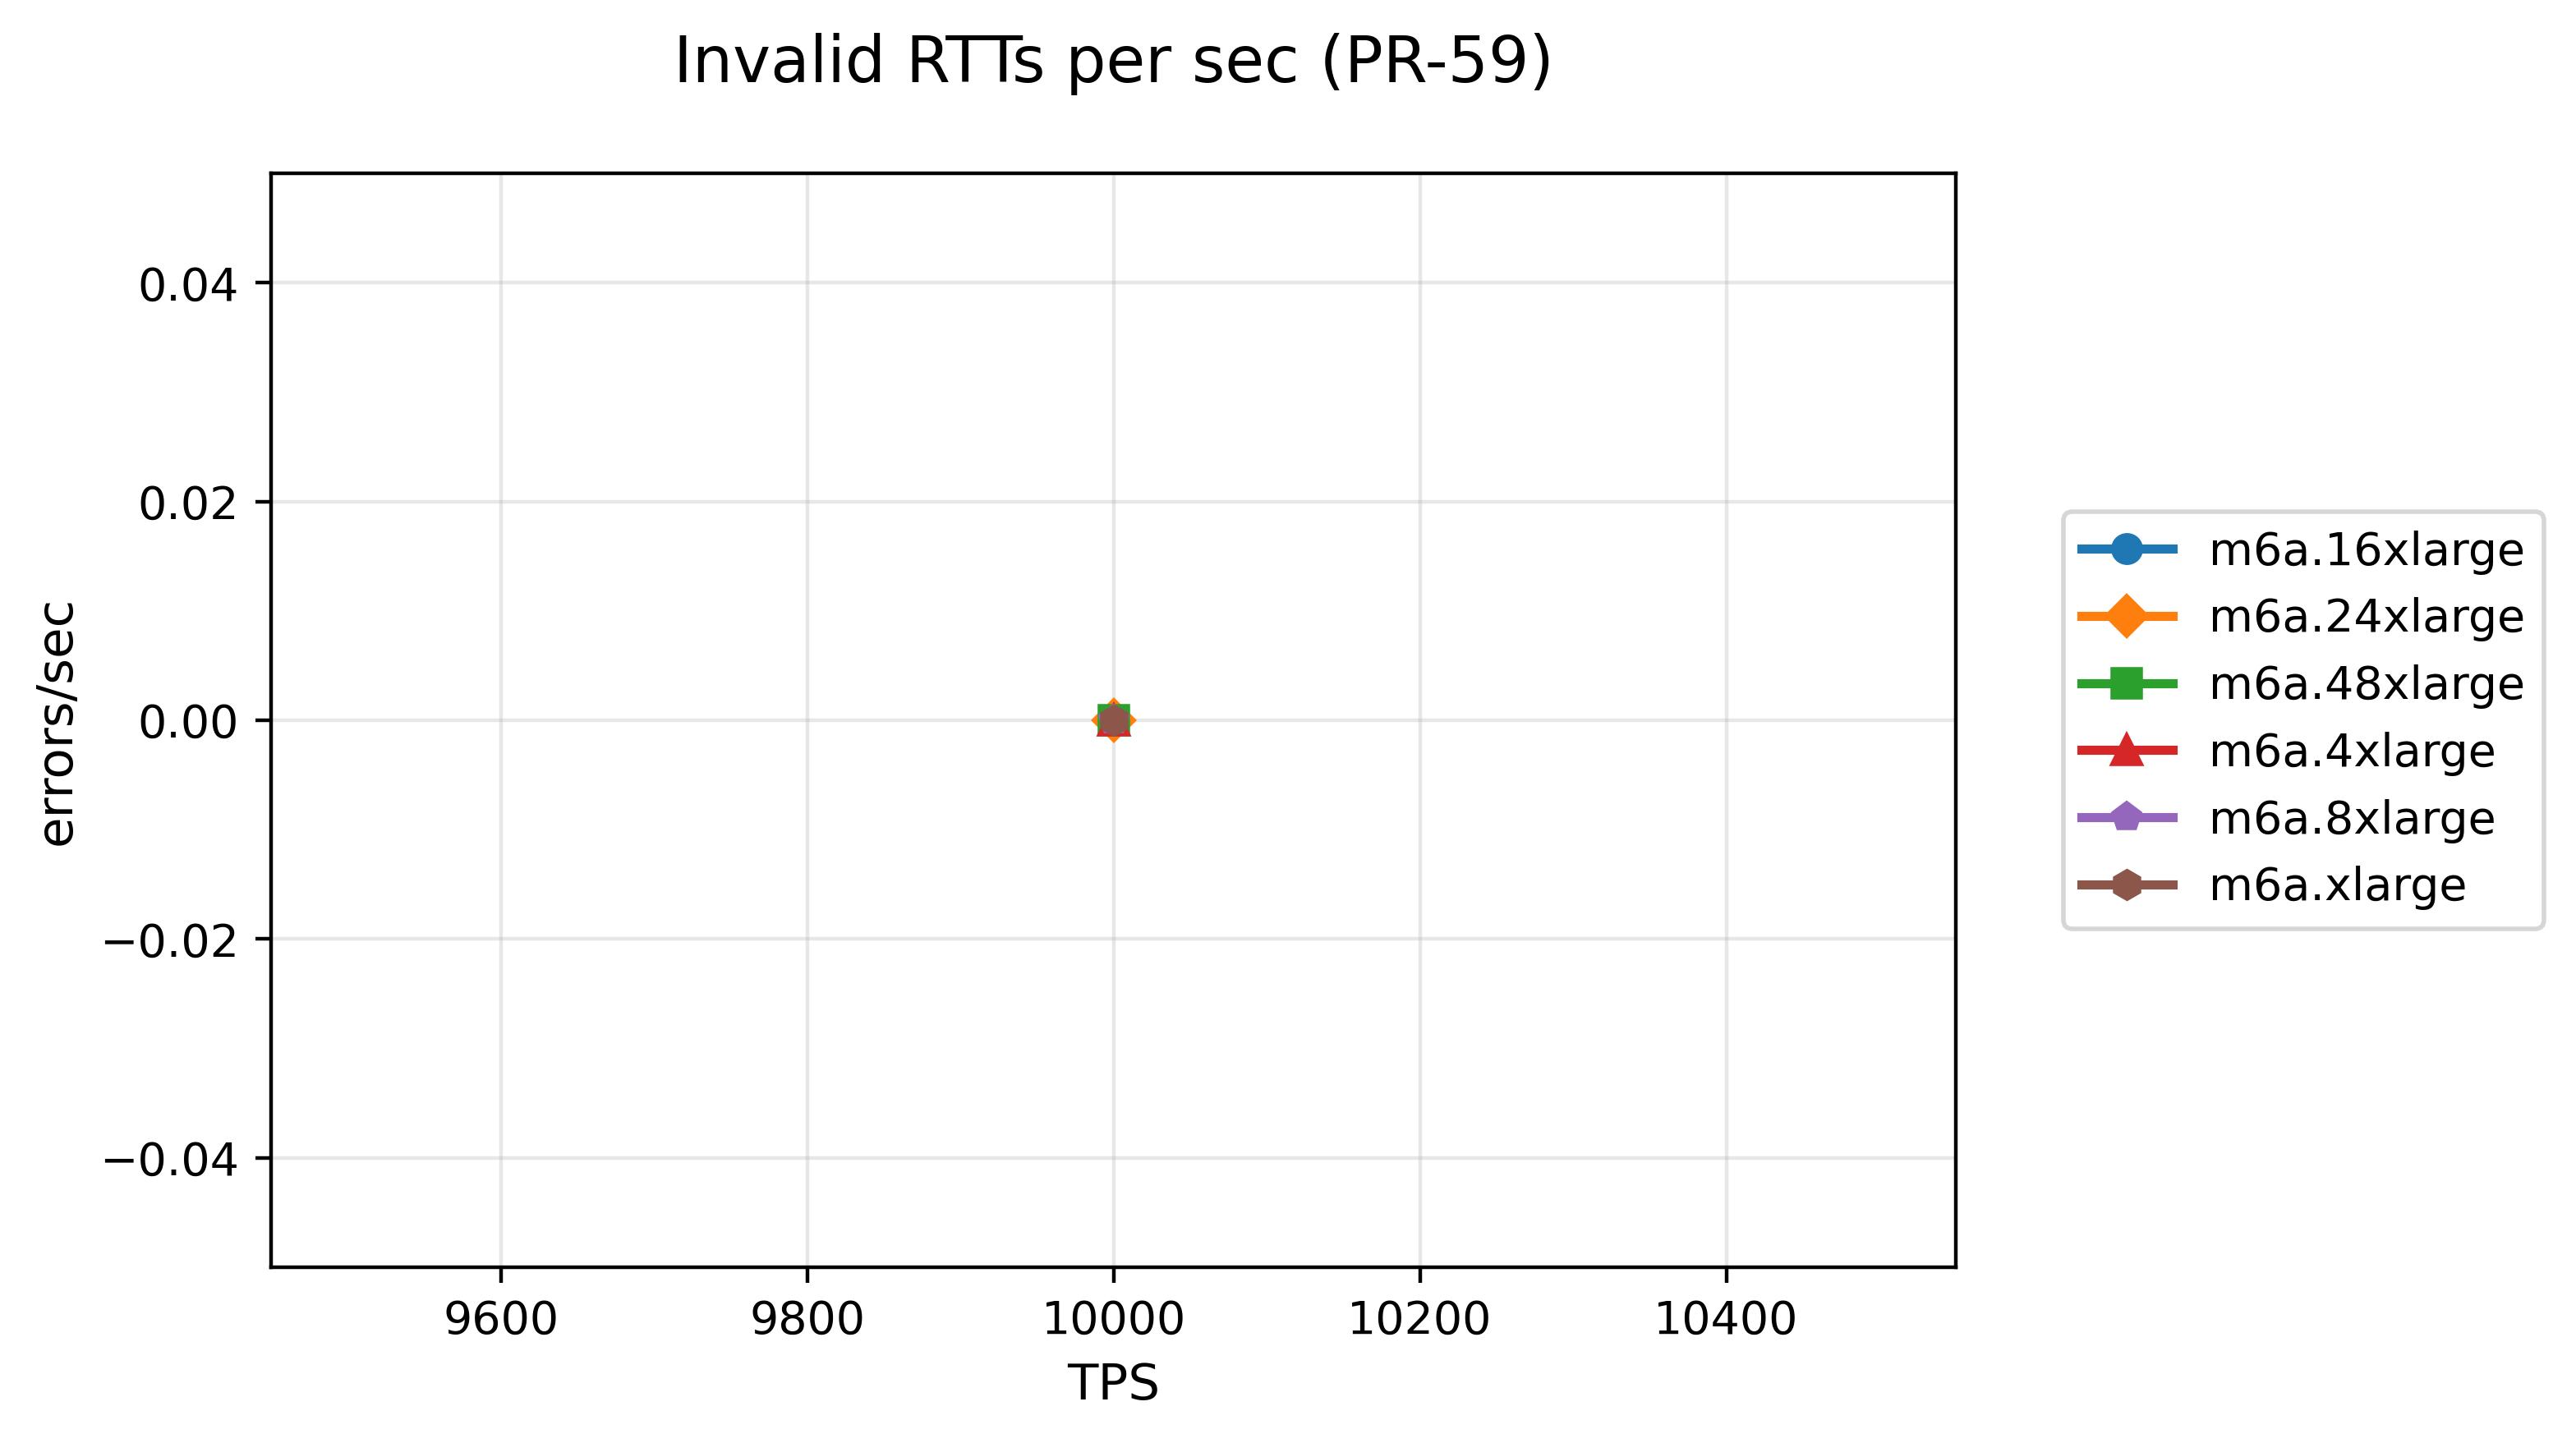 Invalid RTTs per sec (PR-59)
errors/sec
0.04
0.02
0.00
−0.02
−0.04
9600 9800 10000 10200 10400
TPS
m6a.16xlarge
m6a.24xlarge
m6a.48xlarge
m6a.4xlarge
m6a.8xlarge
m6a.xlarge